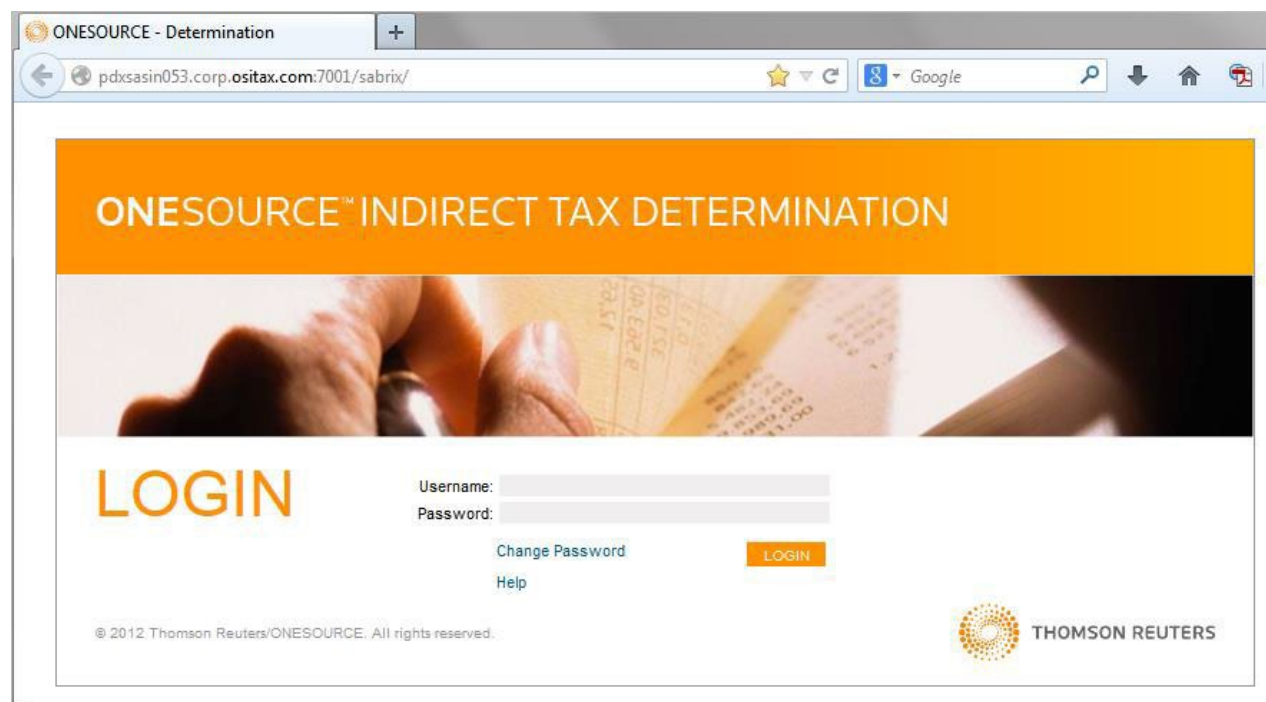 ONESOURCE - Determination
+
pdxsasin053.corp.ositax.com:7001/sabrix/
8
Google
ONESOURCE™ INDIRECT TAX DETERMINATION
LOGIN
Username:
Password:
Change Password
LOGIN
Help
© 2012 Thomson Reuters/ONESOURCE. All rights reserved.
THOMSON REUTERS